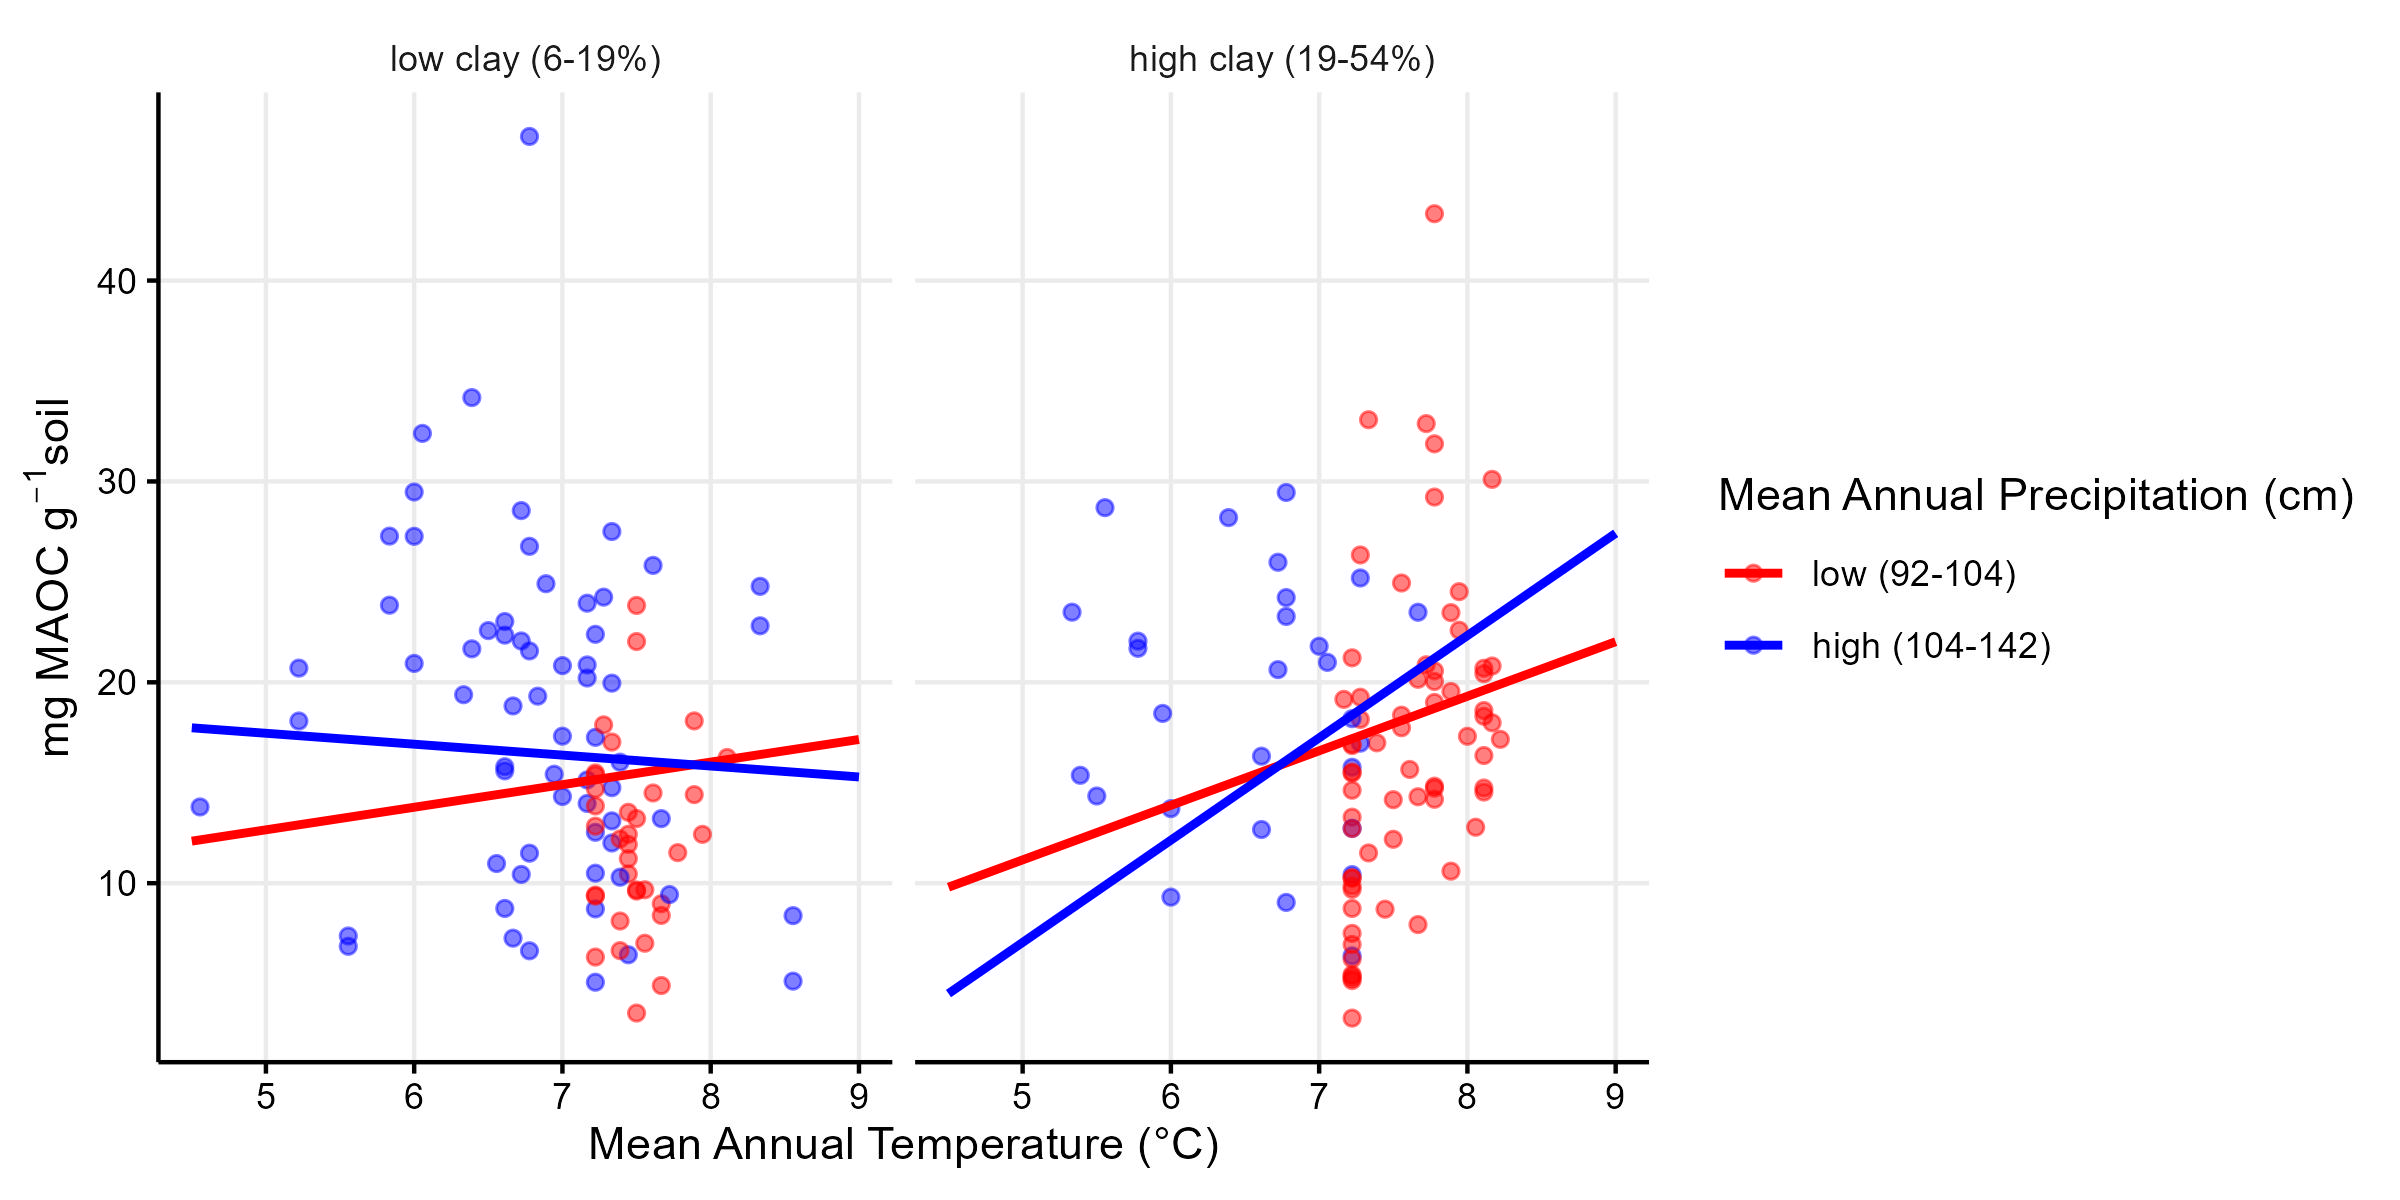 low clay (6-19%)
high clay (19-54%)
mg MAOC g⁻¹soil
40
30
20
10
5 6 7 8 9
5 6 7 8 9
Mean Annual Temperature (°C)
Mean Annual Precipitation (cm)
low (92-104)
high (104-142)